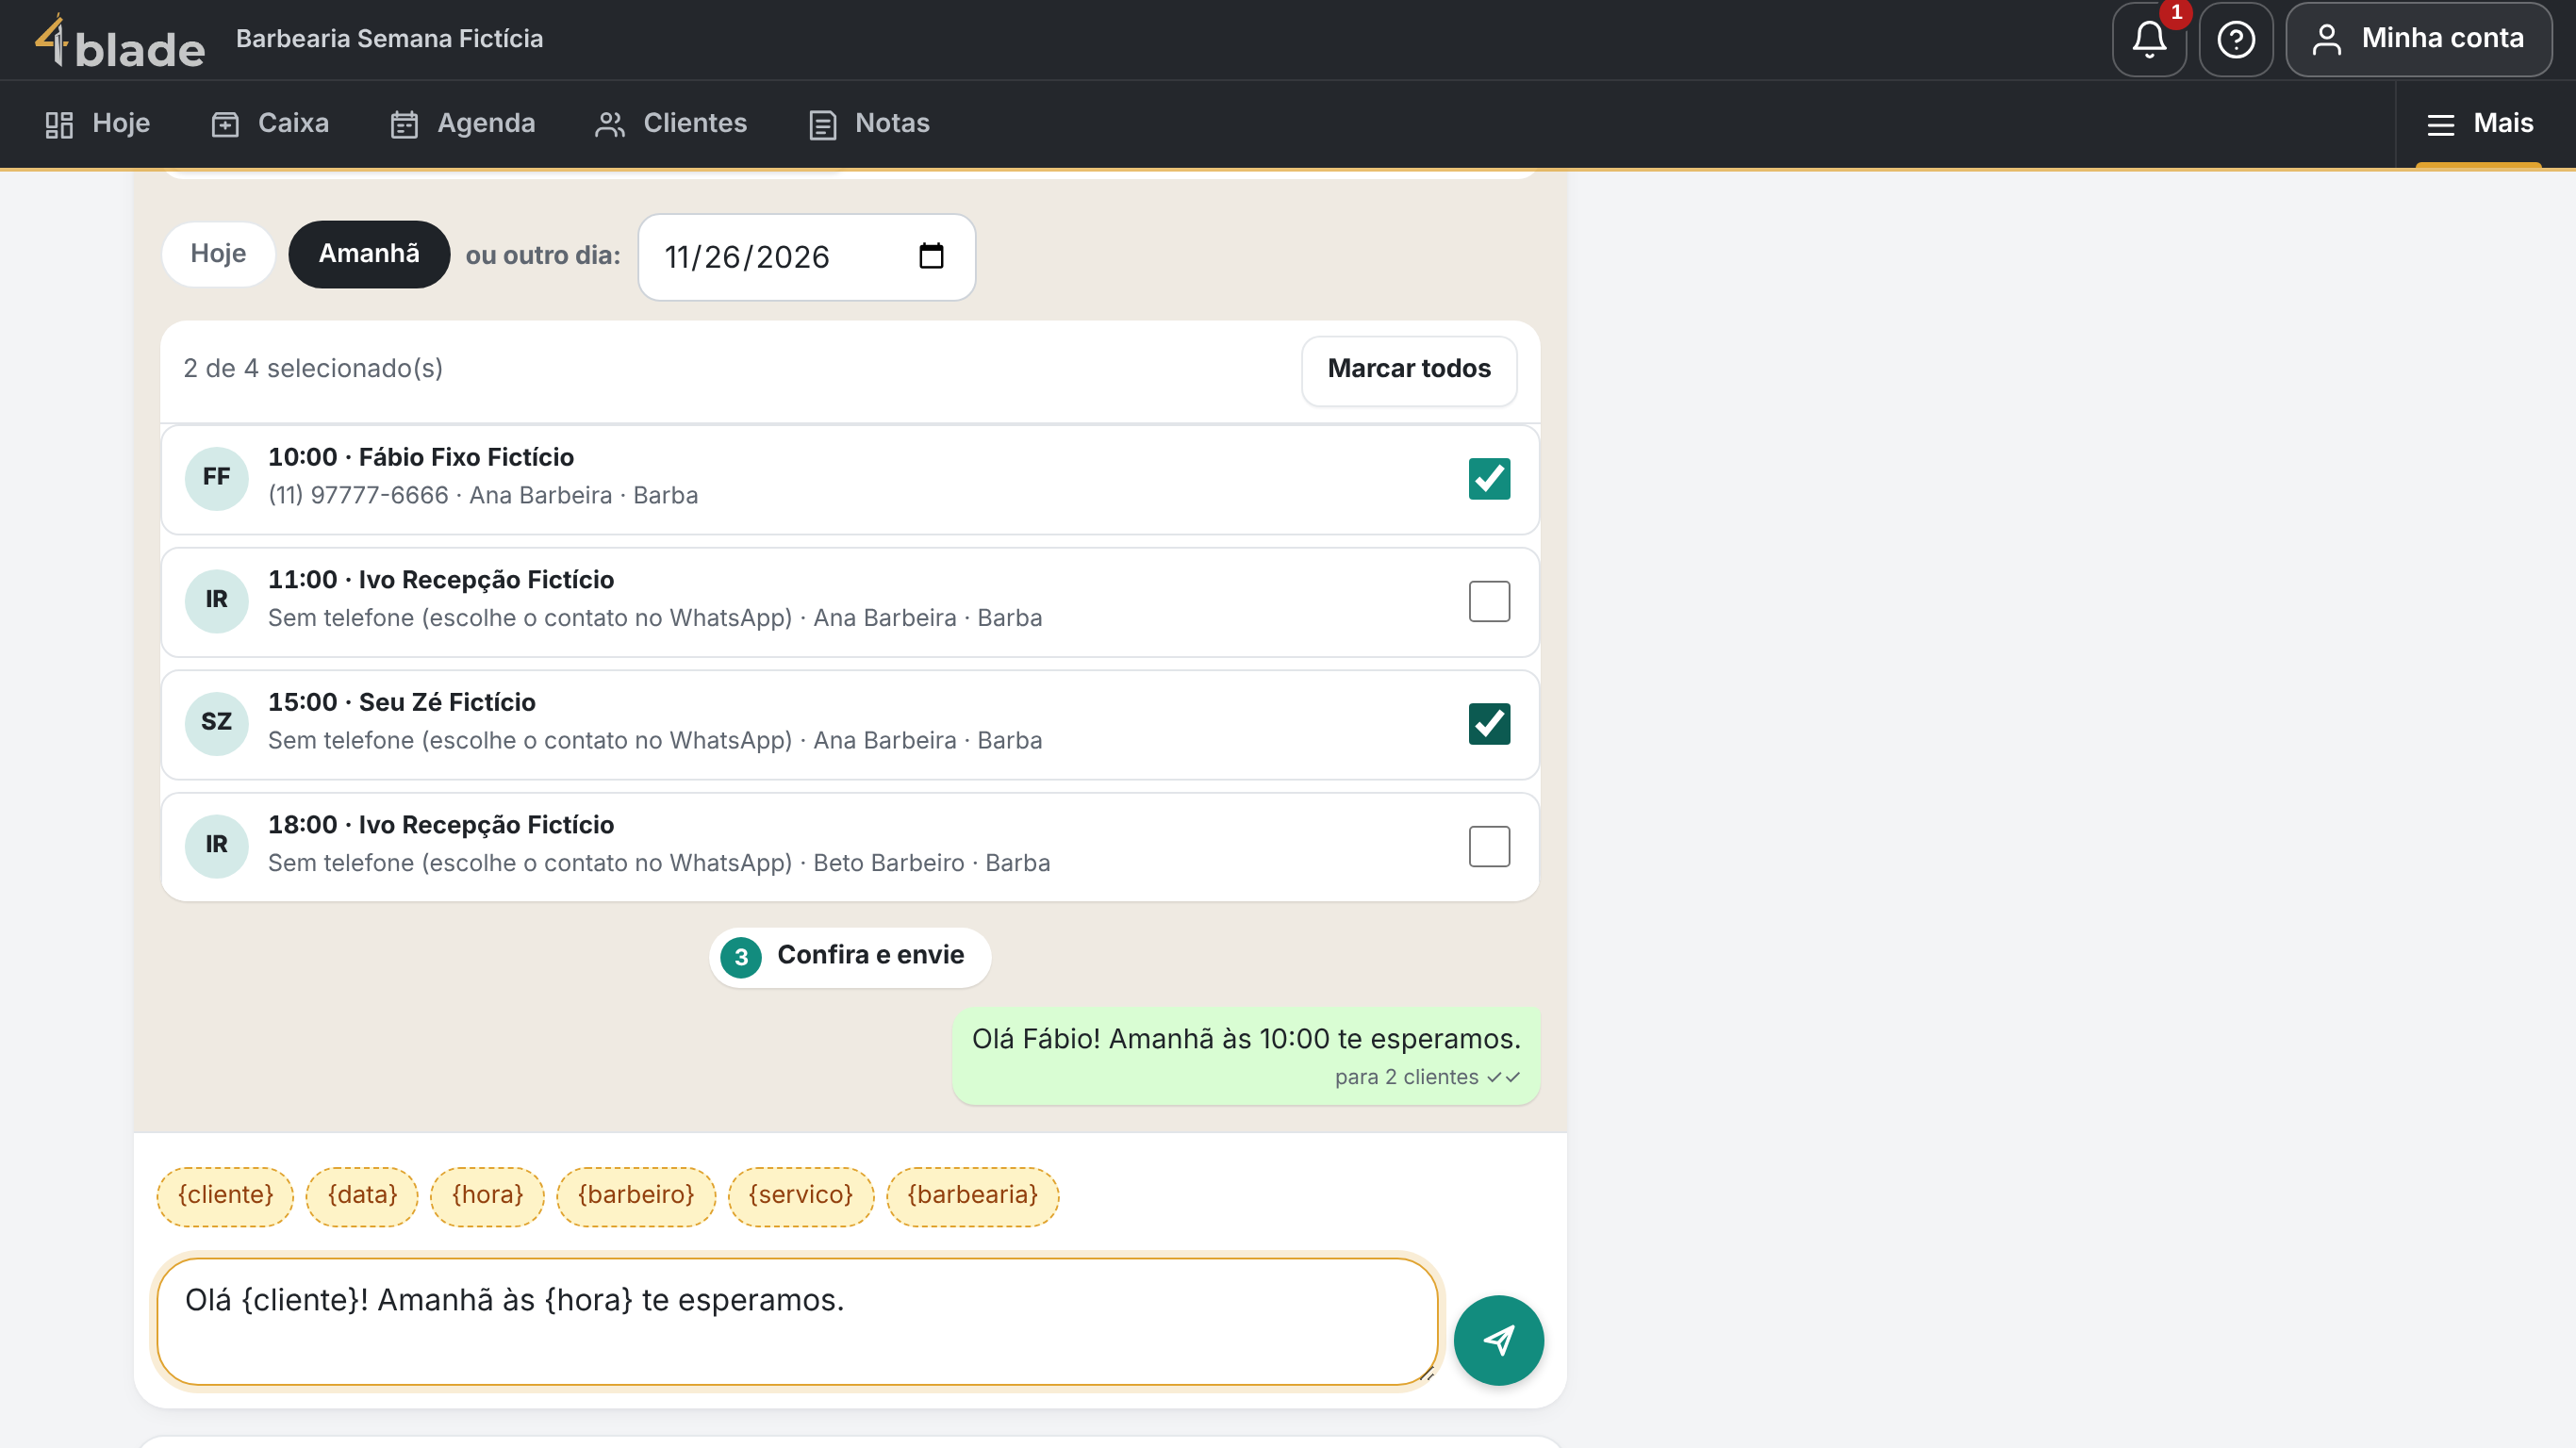 4blade Barbearia Semana Fictícia 1 Minha conta
Hoje Caixa Agenda Clientes Notas Mais
Hoje Amanhã ou outro dia: 11/26/2026
2 de 4 selecionado(s) Marcar todos
FF 10:00 · Fábio Fixo Fictício
(11) 97777-6666 · Ana Barbeira · Barba
IR 11:00 · Ivo Recepção Fictício
Sem telefone (escolhe o contato no WhatsApp) · Ana Barbeira · Barba
SZ 15:00 · Seu Zé Fictício
Sem telefone (escolhe o contato no WhatsApp) · Ana Barbeira · Barba
IR 18:00 · Ivo Recepção Fictício
Sem telefone (escolhe o contato no WhatsApp) · Beto Barbeiro · Barba
3 Confira e envie
Olá Fábio! Amanhã às 10:00 te esperamos.
para 2 clientes ✓✓
{cliente} {data} {hora} {barbeiro} {servico} {barbearia}
Olá {cliente}! Amanhã às {hora} te esperamos.